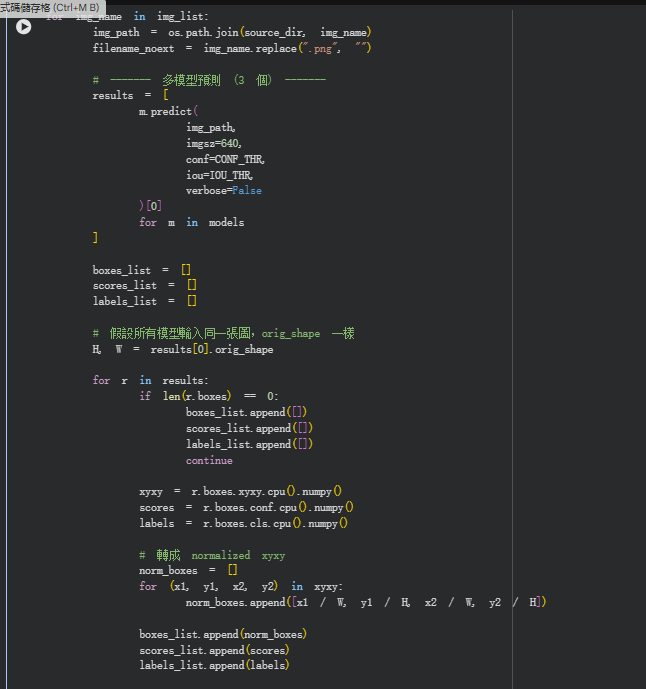 式碼儲存格 (Ctrl+M B)
for img_name in img_list:
img_path = os.path.join(source_dir, img_name)
filename_noext = img_name.replace(".png", "")
# ------- 多模型預測 (3 個) -------
results = [
m.predict(
img_path,
imgsz=640,
conf=CONF_THR,
iou=IOU_THR,
verbose=False
)[0]
for m in models
]
boxes_list = []
scores_list = []
labels_list = []
# 假設所有模型輸入同一張圖，orig_shape 一樣
H, W = results[0].orig_shape
for r in results:
if len(r.boxes) == 0:
boxes_list.append([])
scores_list.append([])
labels_list.append([])
continue
xyxy = r.boxes.xyxy.cpu().numpy()
scores = r.boxes.conf.cpu().numpy()
labels = r.boxes.cls.cpu().numpy()
# 轉成 normalized xyxy
norm_boxes = []
for (x1, y1, x2, y2) in xyxy:
norm_boxes.append([x1 / W, y1 / H, x2 / W, y2 / H])
boxes_list.append(norm_boxes)
scores_list.append(scores)
labels_list.append(labels)